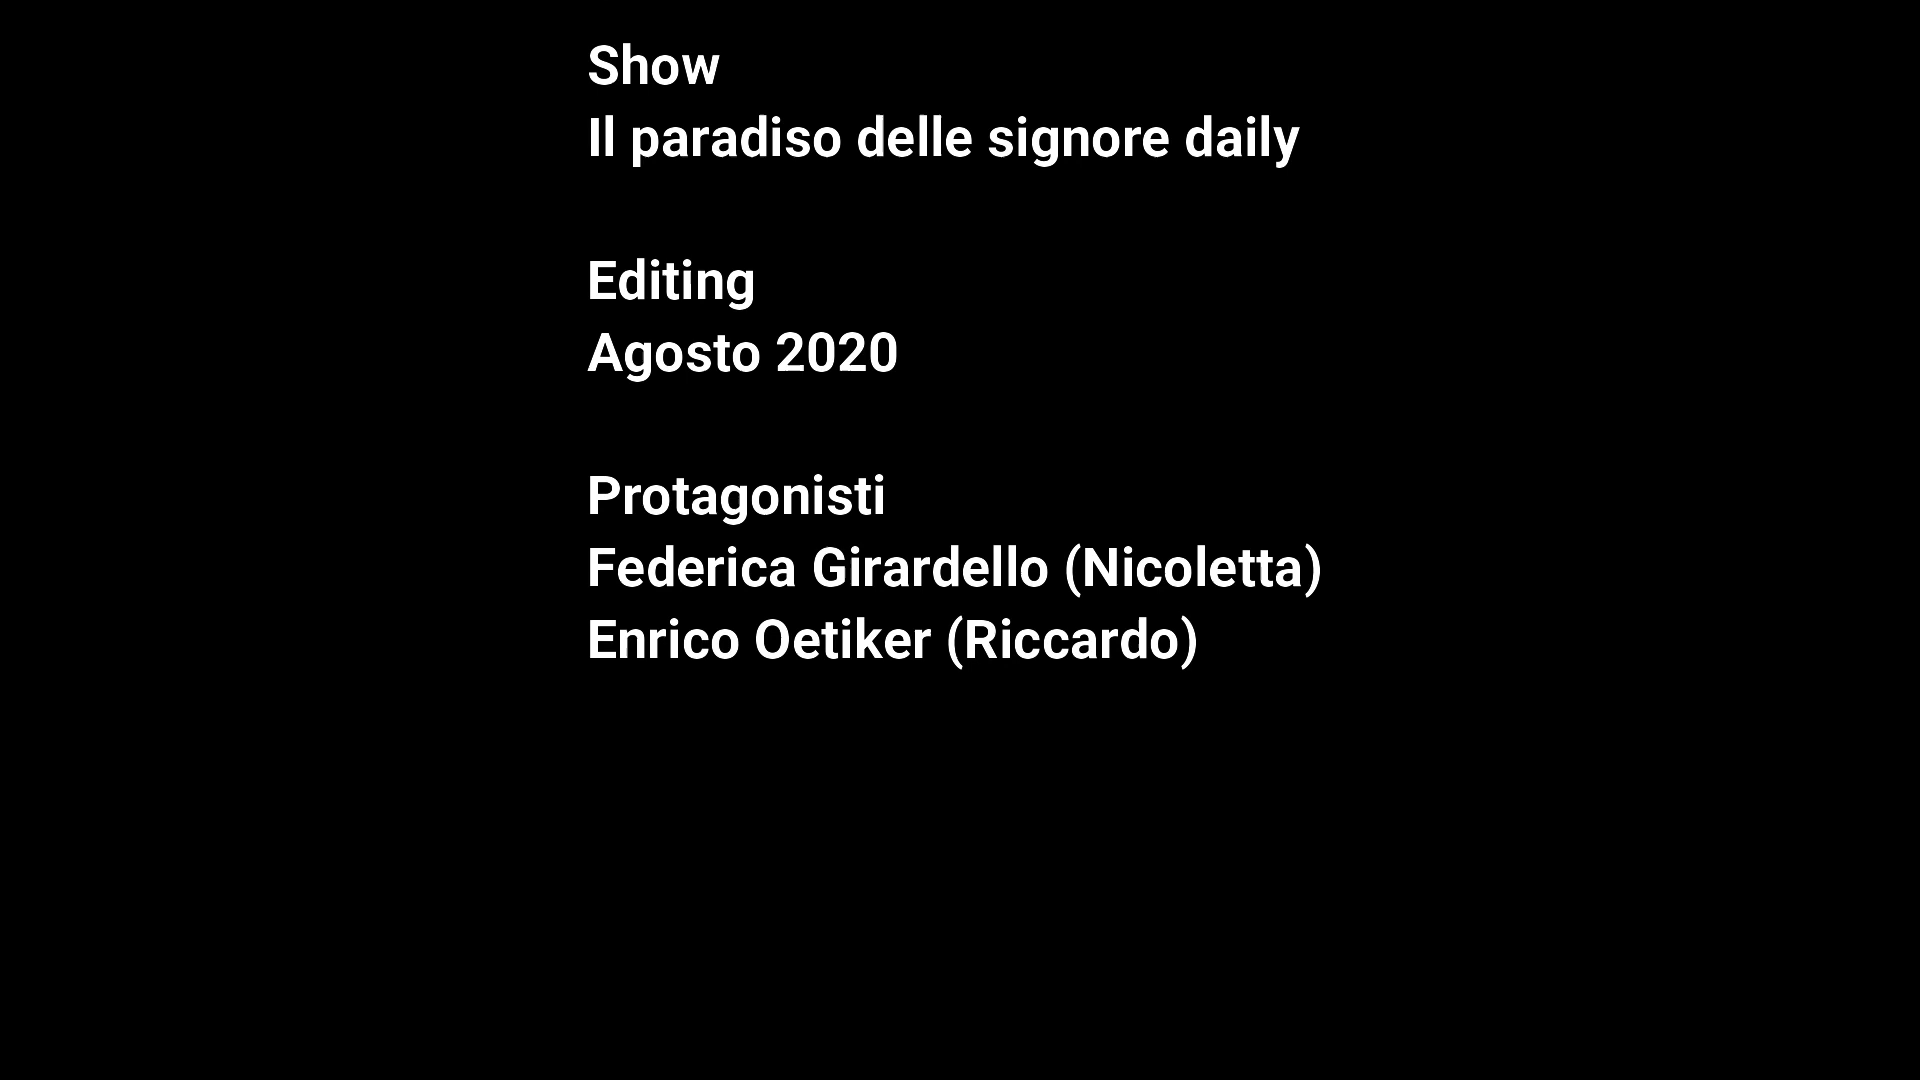 Show
Il paradiso delle signore daily
Editing
Agosto 2020
Protagonisti
Federica Girardello (Nicoletta)
Enrico Oetiker (Riccardo)